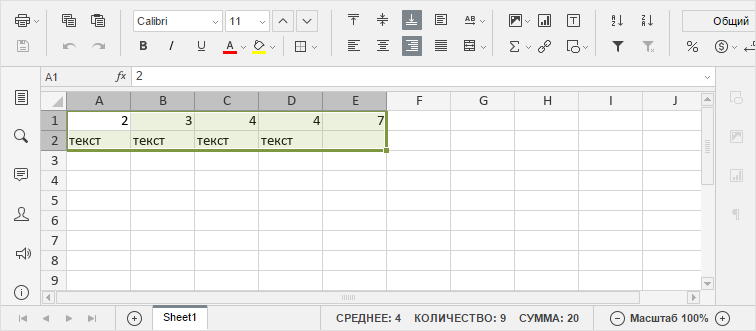 Calibri 11 Общий
B I U A
A1 fx 2
A B C D E F G H I J
1 2 3 4 4 7
2 текст текст текст текст
3
4
5
6
7
8
9
Sheet1 СРЕДНЕЕ: 4 КОЛИЧЕСТВО: 9 СУММА: 20 Масштаб 100%